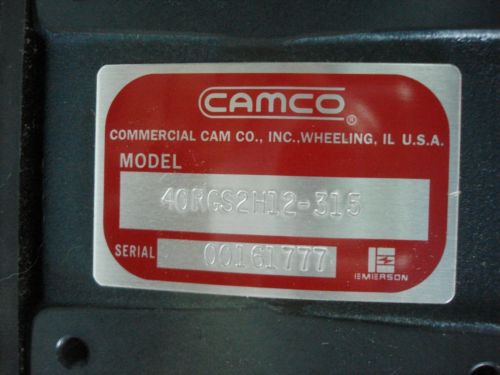 CAMCO®
COMMERCIAL CAM CO., INC., WHEELING, IL U.S.A.
MODEL
40RGS2H12-315
SERIAL 00161777
EMERSON